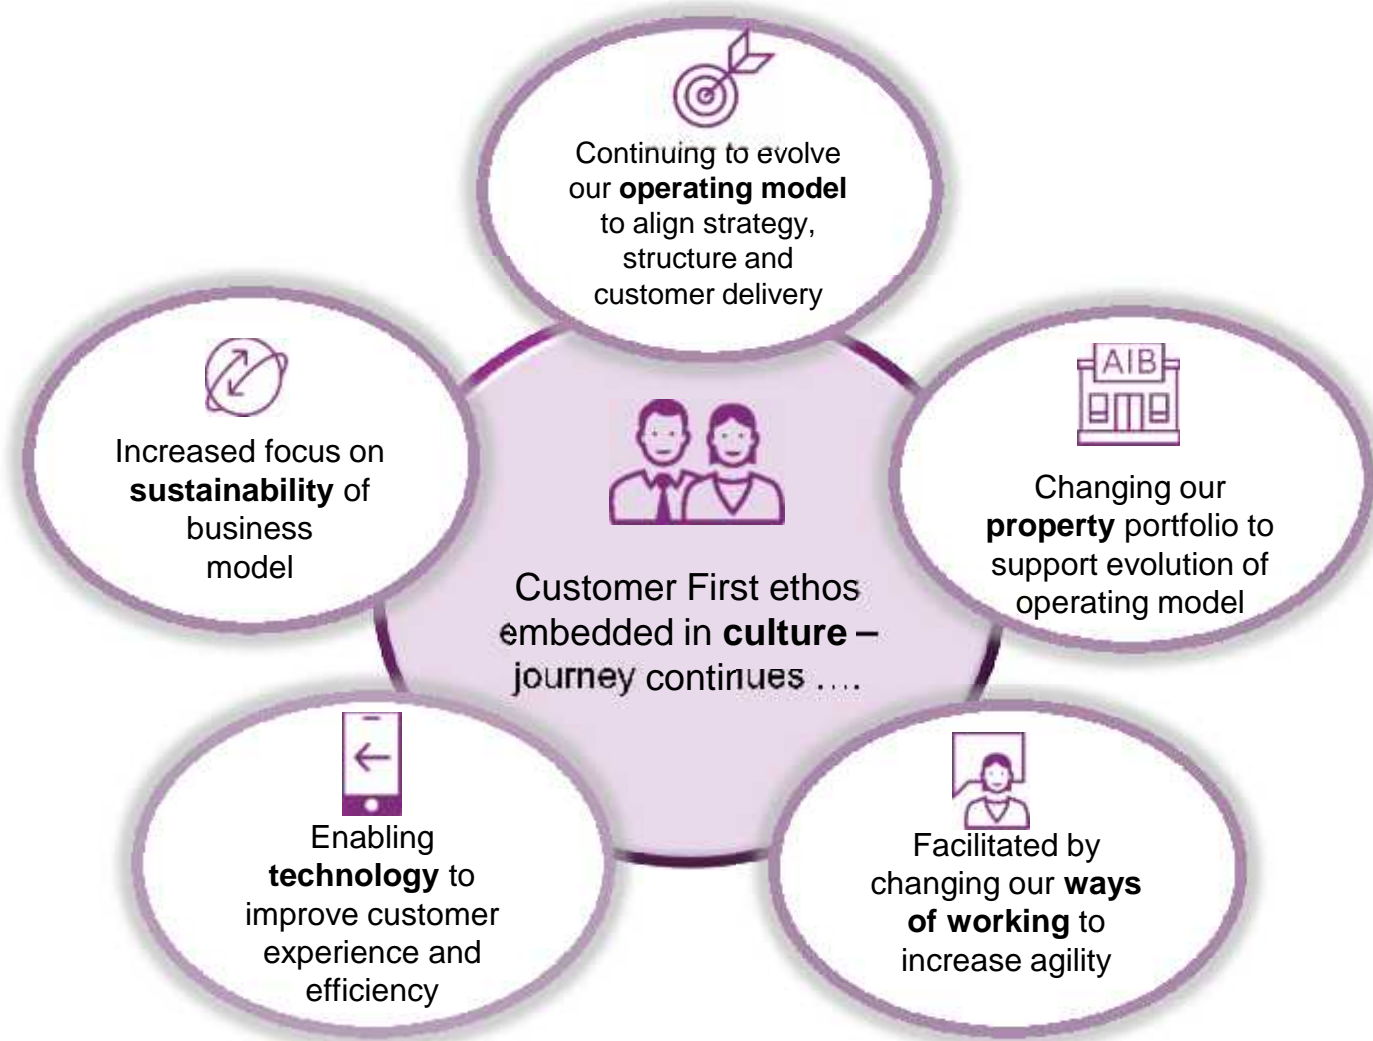 Continuing to evolve
our operating model
to align strategy,
structure and
customer delivery
AIB
Changing our
property portfolio to
support evolution of
operating model
Increased focus on
sustainability of
business
model
Customer First ethos
embedded in culture –
journey continues ....
Enabling
technology to
improve customer
experience and
efficiency
Facilitated by
changing our ways
of working to
increase agility